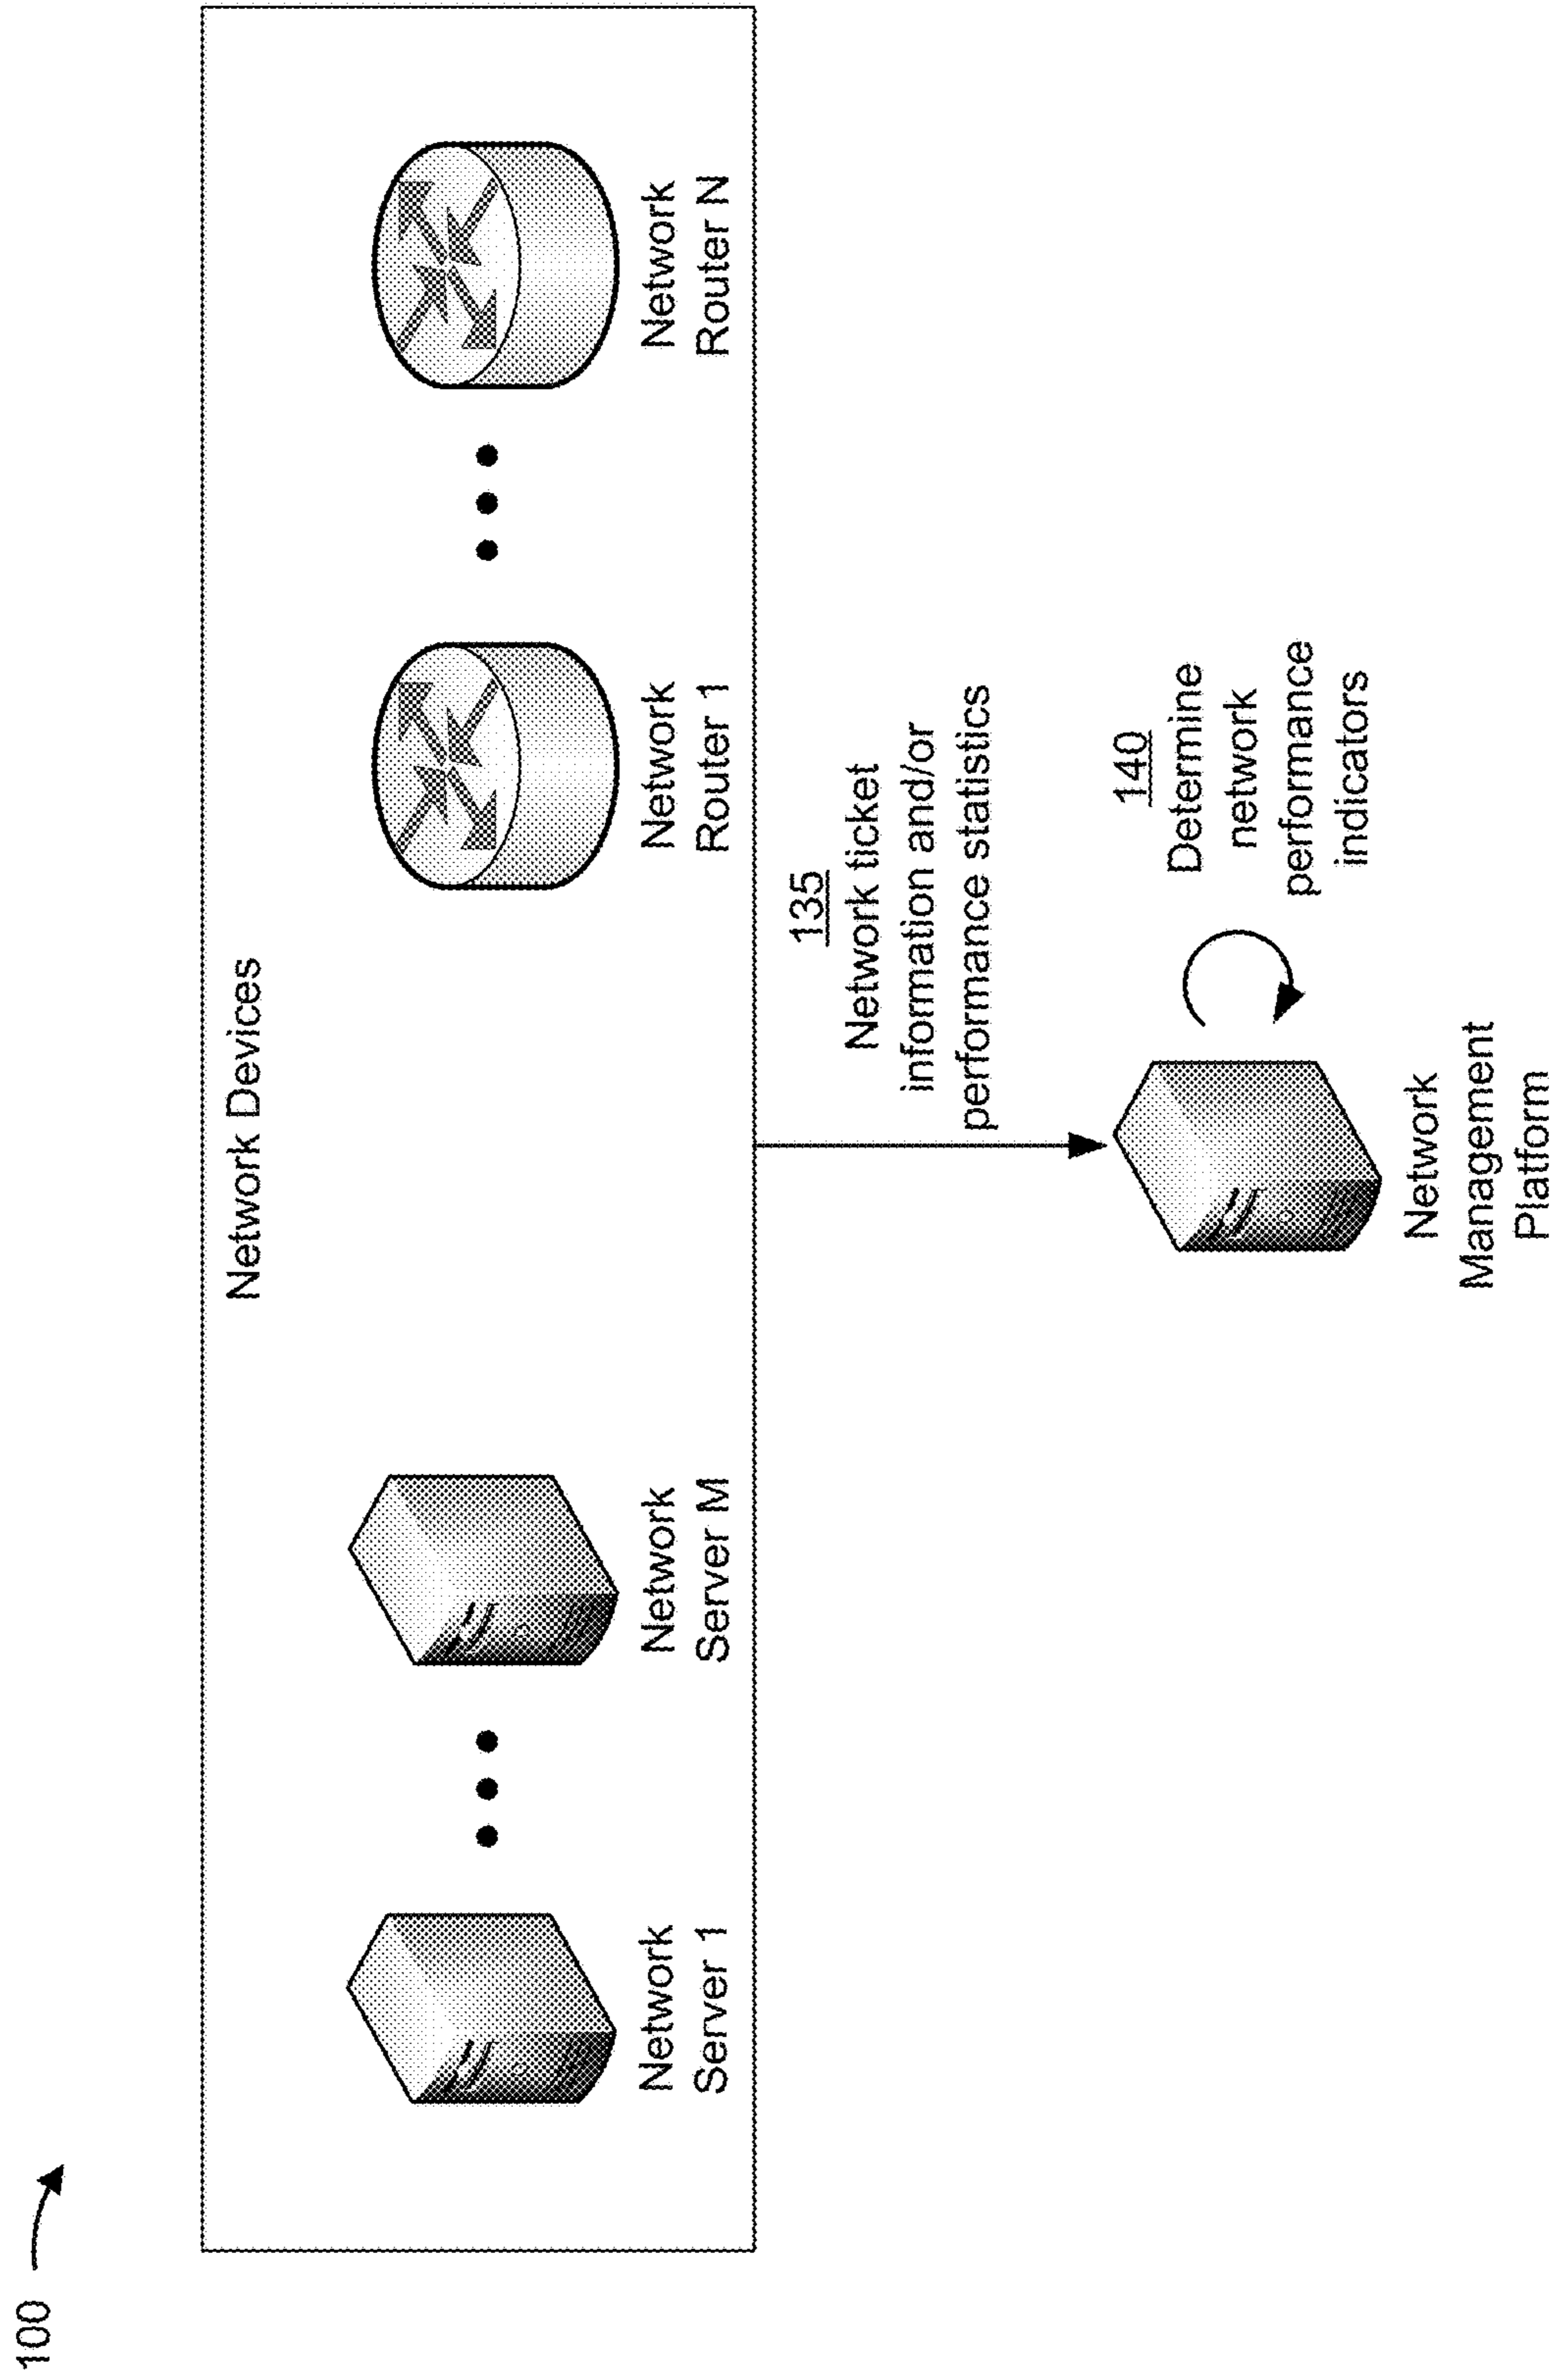 100
Network Devices
Network
Server 1
Network
Server M
Network
Router 1
Network
Router N
135
Network ticket
information and/or
performance statistics
140
Determine
network
performance
indicators
Network
Management
Platform